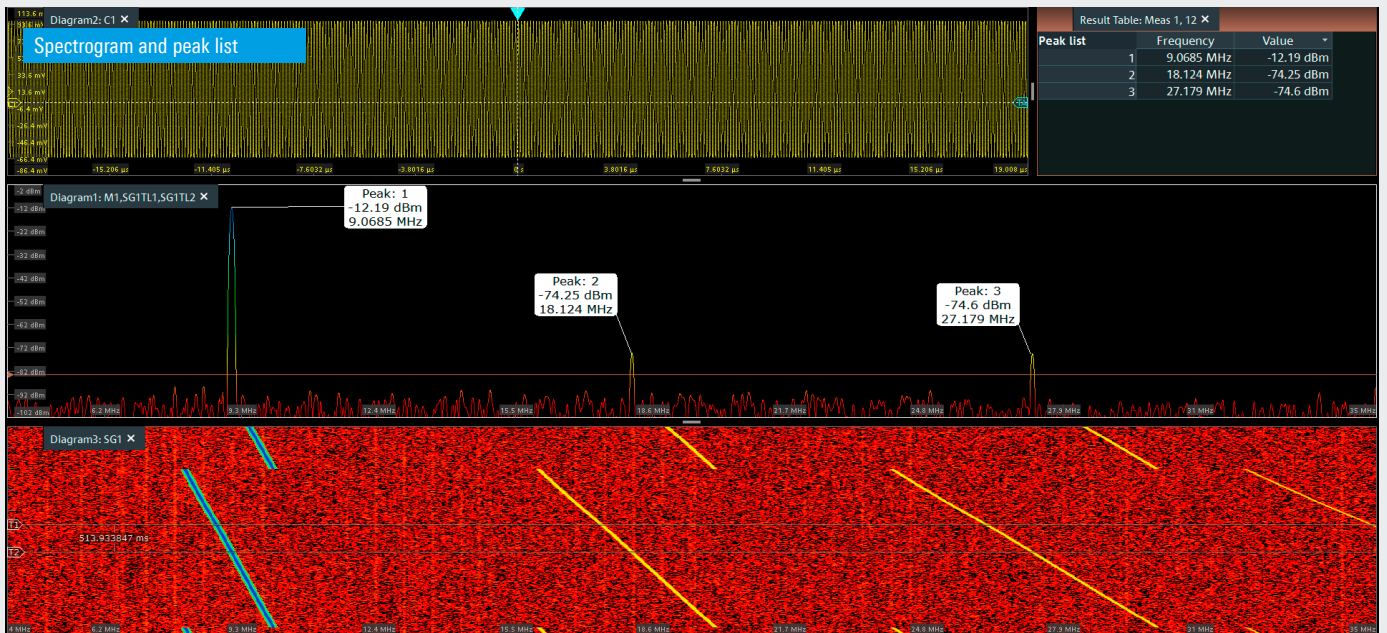 113.6 m
Diagram2: C1 ✕
Spectrogram and peak list
33.6 mV
13.6 mV
-6.4 mV
-26.4 mV
-46.4 mV
-66.4 mV
-86.4 mV
-15.206 µs
-11.405 µs
-7.6032 µs
-3.8016 µs
0 s
3.8016 µs
7.6032 µs
11.405 µs
15.206 µs
19.008 µs
Result Table: Meas 1, 12 ✕
Peak list Frequency Value
1 9.0685 MHz -12.19 dBm
2 18.124 MHz -74.25 dBm
3 27.179 MHz -74.6 dBm
Diagram1: M1,SG1TL1,SG1TL2 ✕
-2 dBm
-12 dBm
-22 dBm
-32 dBm
-42 dBm
-52 dBm
-62 dBm
-72 dBm
-82 dBm
-92 dBm
-102 dBm
Peak: 1
-12.19 dBm
9.0685 MHz
Peak: 2
-74.25 dBm
18.124 MHz
Peak: 3
-74.6 dBm
27.179 MHz
6.2 MHz
9.3 MHz
12.4 MHz
15.5 MHz
18.6 MHz
21.7 MHz
24.8 MHz
27.9 MHz
31 MHz
35 MHz
Diagram3: SG1 ✕
T1
513.933847 ms
T2
4 MHz
6.2 MHz
9.3 MHz
12.4 MHz
15.5 MHz
18.6 MHz
21.7 MHz
24.8 MHz
27.9 MHz
31 MHz
35 MHz